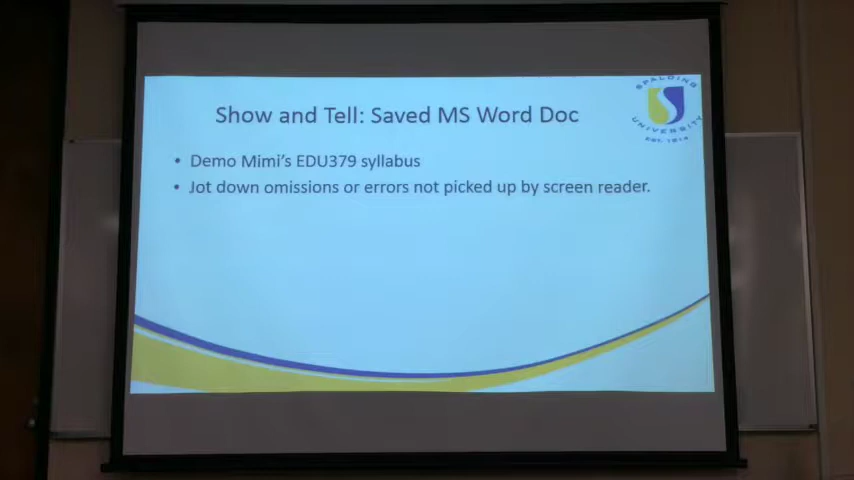 Show and Tell: Saved MS Word Doc
SPALDING
UNIVERSITY
EST. 1814
• Demo Mimi's EDU379 syllabus
• Jot down omissions or errors not picked up by screen reader.